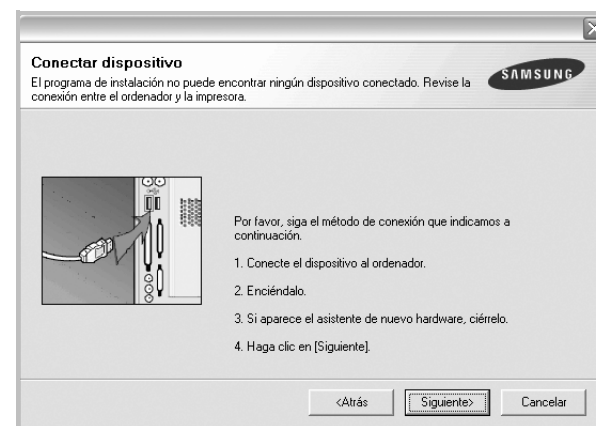 Conectar dispositivo
El programa de instalación no puede encontrar ningún dispositivo conectado. Revise la
conexión entre el ordenador y la impresora.
SAMSUNG
Por favor, siga el método de conexión que indicamos a
continuación.
1. Conecte el dispositivo al ordenador.
2. Enciéndalo.
3. Si aparece el asistente de nuevo hardware, ciérrelo.
4. Haga clic en [Siguiente].
<Atrás
Siguiente>
Cancelar